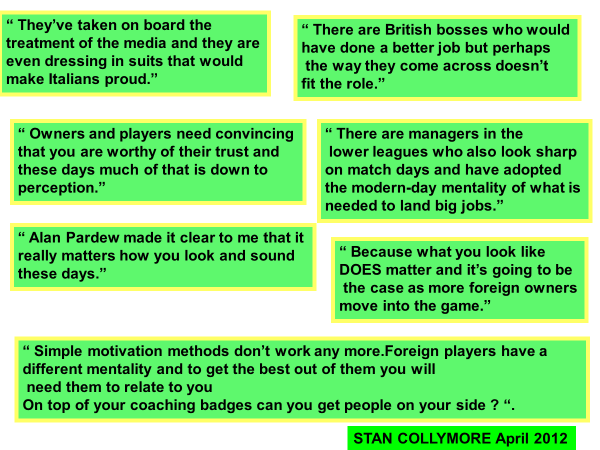 “ They’ve taken on board the
treatment of the media and they are
even dressing in suits that would
make Italians proud.”
“ There are British bosses who would
have done a better job but perhaps
the way they come across doesn’t
fit the role.”
“ Owners and players need convincing
that you are worthy of their trust and
these days much of that is down to
perception.”
“ There are managers in the
lower leagues who also look sharp
on match days and have adopted
the modern-day mentality of what is
needed to land big jobs.”
“ Alan Pardew made it clear to me that it
really matters how you look and sound
these days.”
“ Because what you look like
DOES matter and it’s going to be
the case as more foreign owners
move into the game.”
“ Simple motivation methods don’t work any more.Foreign players have a
different mentality and to get the best out of them you will
need them to relate to you
On top of your coaching badges can you get people on your side ? “.
STAN COLLYMORE April 2012